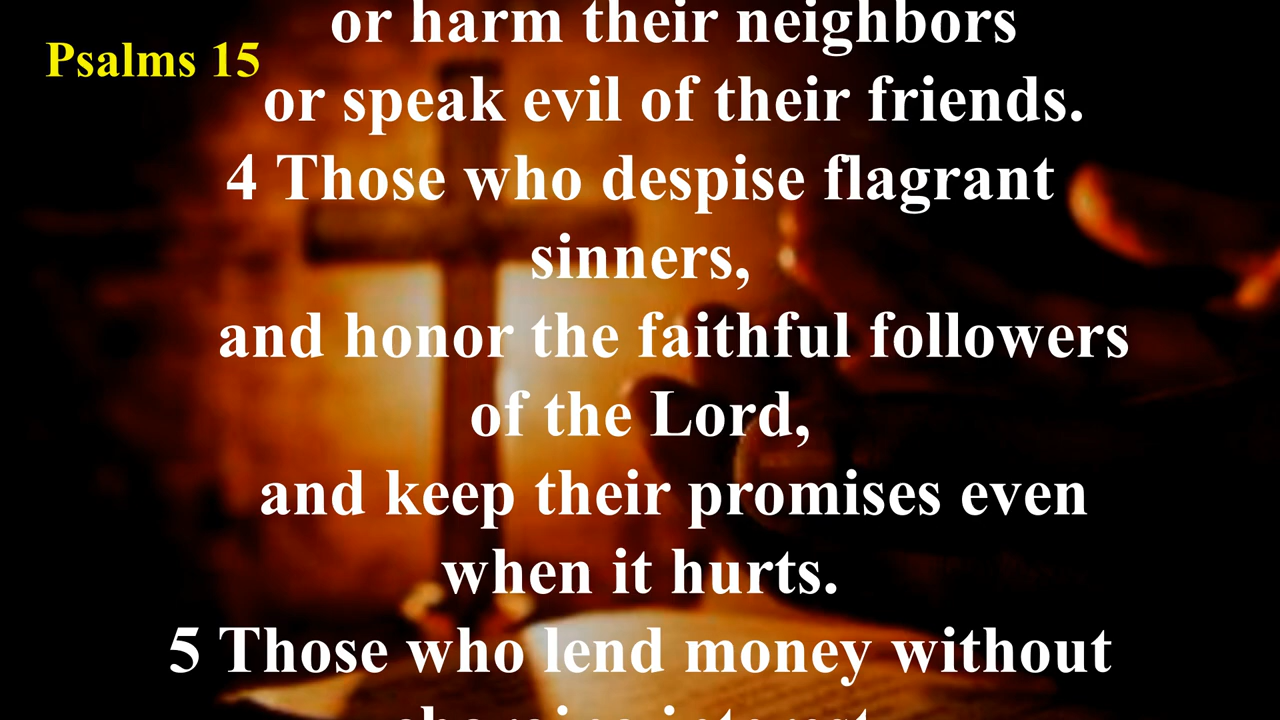 Psalms 15
or harm their neighbors
or speak evil of their friends.
4 Those who despise flagrant
sinners,
and honor the faithful followers
of the Lord,
and keep their promises even
when it hurts.
5 Those who lend money without
charging interest